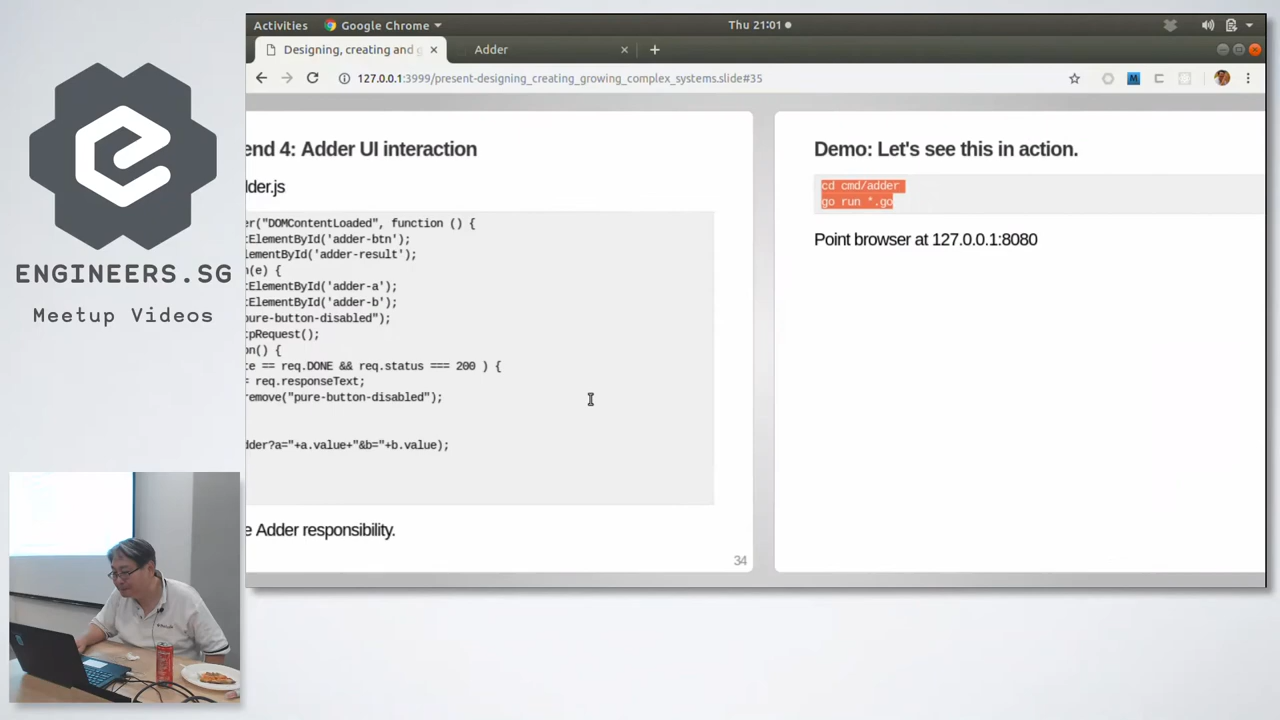 Activities
Google Chrome
Thu 21:01
Designing, creating and g
Adder
127.0.0.1:3999/present-designing_creating_growing_complex_systems.slide#35
ENGINEERS.SG
Meetup Videos
end 4: Adder UI interaction
dder.js
er("DOMContentLoaded", function () {
tElementById('adder-btn');
lementById('adder-result');
n(e) {
tElementById('adder-a');
tElementById('adder-b');
pure-button-disabled");
tpRequest();
on() {
te == req.DONE && req.status === 200 ) {
= req.responseText;
remove("pure-button-disabled");
dder?a="+a.value+"&b="+b.value);
e Adder responsibility.
34
Demo: Let's see this in action.
cd cmd/adder
go run *.go
Point browser at 127.0.0.1:8080